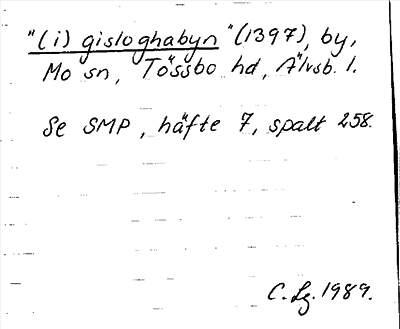 "(i) gisloghabyn" (1397), by,
Mo sn, Tössbo hd, Älvsb. l.
Se SMP, häfte 7, spalt 258.
C. Lg. 1989.